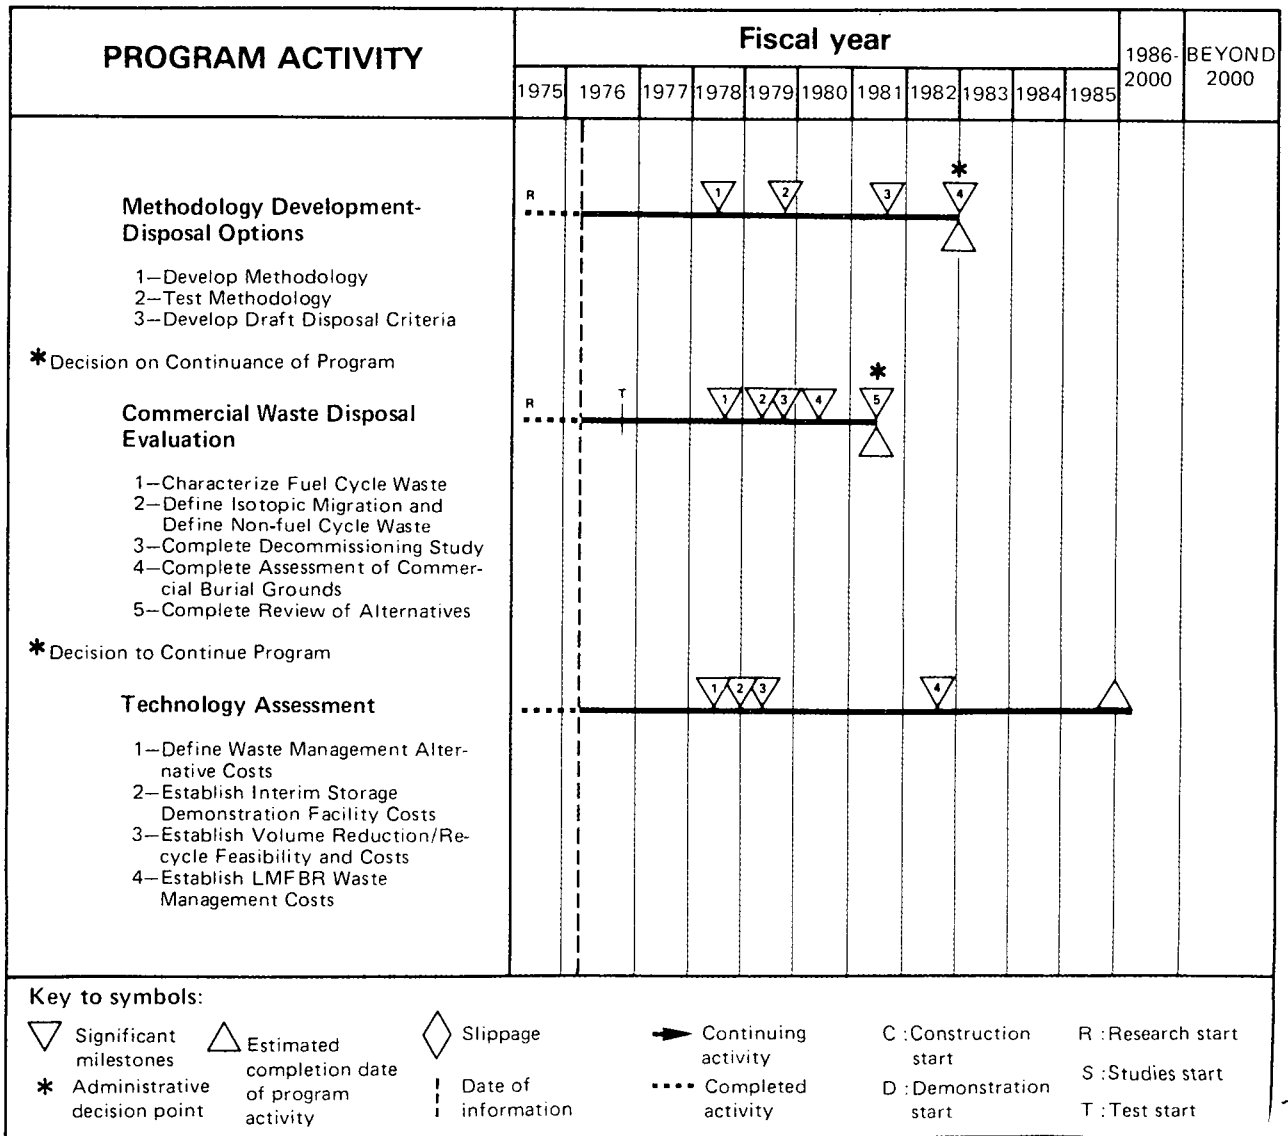 PROGRAM ACTIVITY
Fiscal year
1975 1976 1977 1978 1979 1980 1981 1982 1983 1984 1985
1986-
2000
BEYOND
2000
*
R
1 2 3 4
Methodology Development-
Disposal Options
1—Develop Methodology
2—Test Methodology
3—Develop Draft Disposal Criteria
*Decision on Continuance of Program
*
R T
1 2 3 4 5
Commercial Waste Disposal
Evaluation
1—Characterize Fuel Cycle Waste
2—Define Isotopic Migration and
Define Non-fuel Cycle Waste
3—Complete Decommissioning Study
4—Complete Assessment of Commer-
cial Burial Grounds
5—Complete Review of Alternatives
*Decision to Continue Program
1 2 3 4
Technology Assessment
1—Define Waste Management Alter-
native Costs
2—Establish Interim Storage
Demonstration Facility Costs
3—Establish Volume Reduction/Re-
cycle Feasibility and Costs
4—Establish LMFBR Waste
Management Costs
Key to symbols:
Significant
milestones
* Administrative
decision point
Estimated
completion date
of program
activity
Slippage
Date of
information
Continuing
activity
Completed
activity
C :Construction
start
D :Demonstration
start
R :Research start
S :Studies start
T :Test start